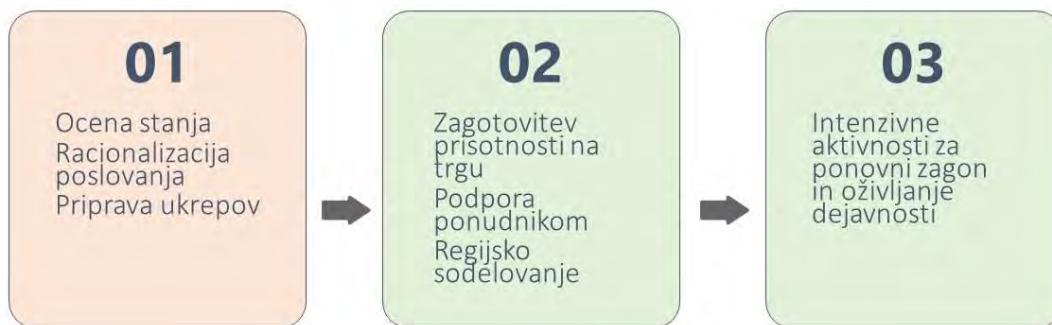 01
Ocena stanja
Racionalizacija
poslovanja
Priprava ukrepov
02
Zagotovitev
prisotnosti na
trgu
Podpora
ponudnikom
Regijsko
sodelovanje
03
Intenzivne
aktivnosti za
ponovni zagon
in oživljanje
dejavnosti